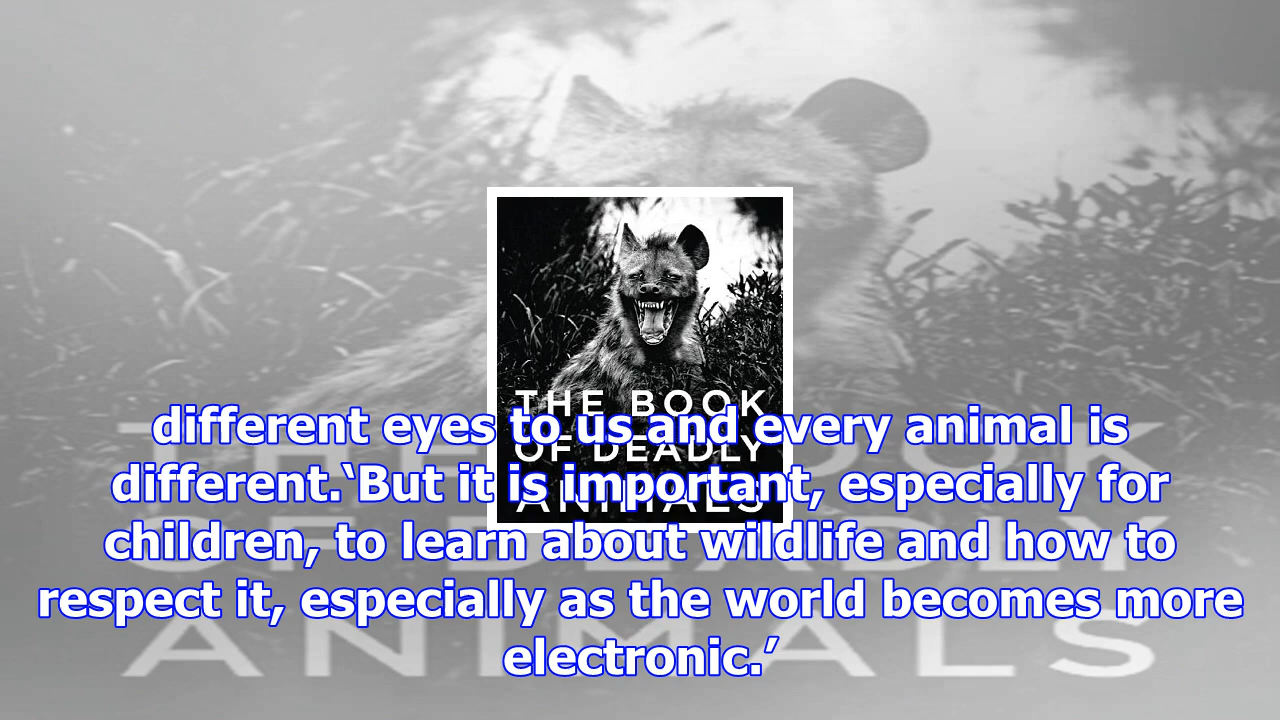 THE BOOK
OF DEADLY
ANIMALS
different eyes to us and every animal is
different.‘But it is important, especially for
children, to learn about wildlife and how to
respect it, especially as the world becomes more
electronic.’